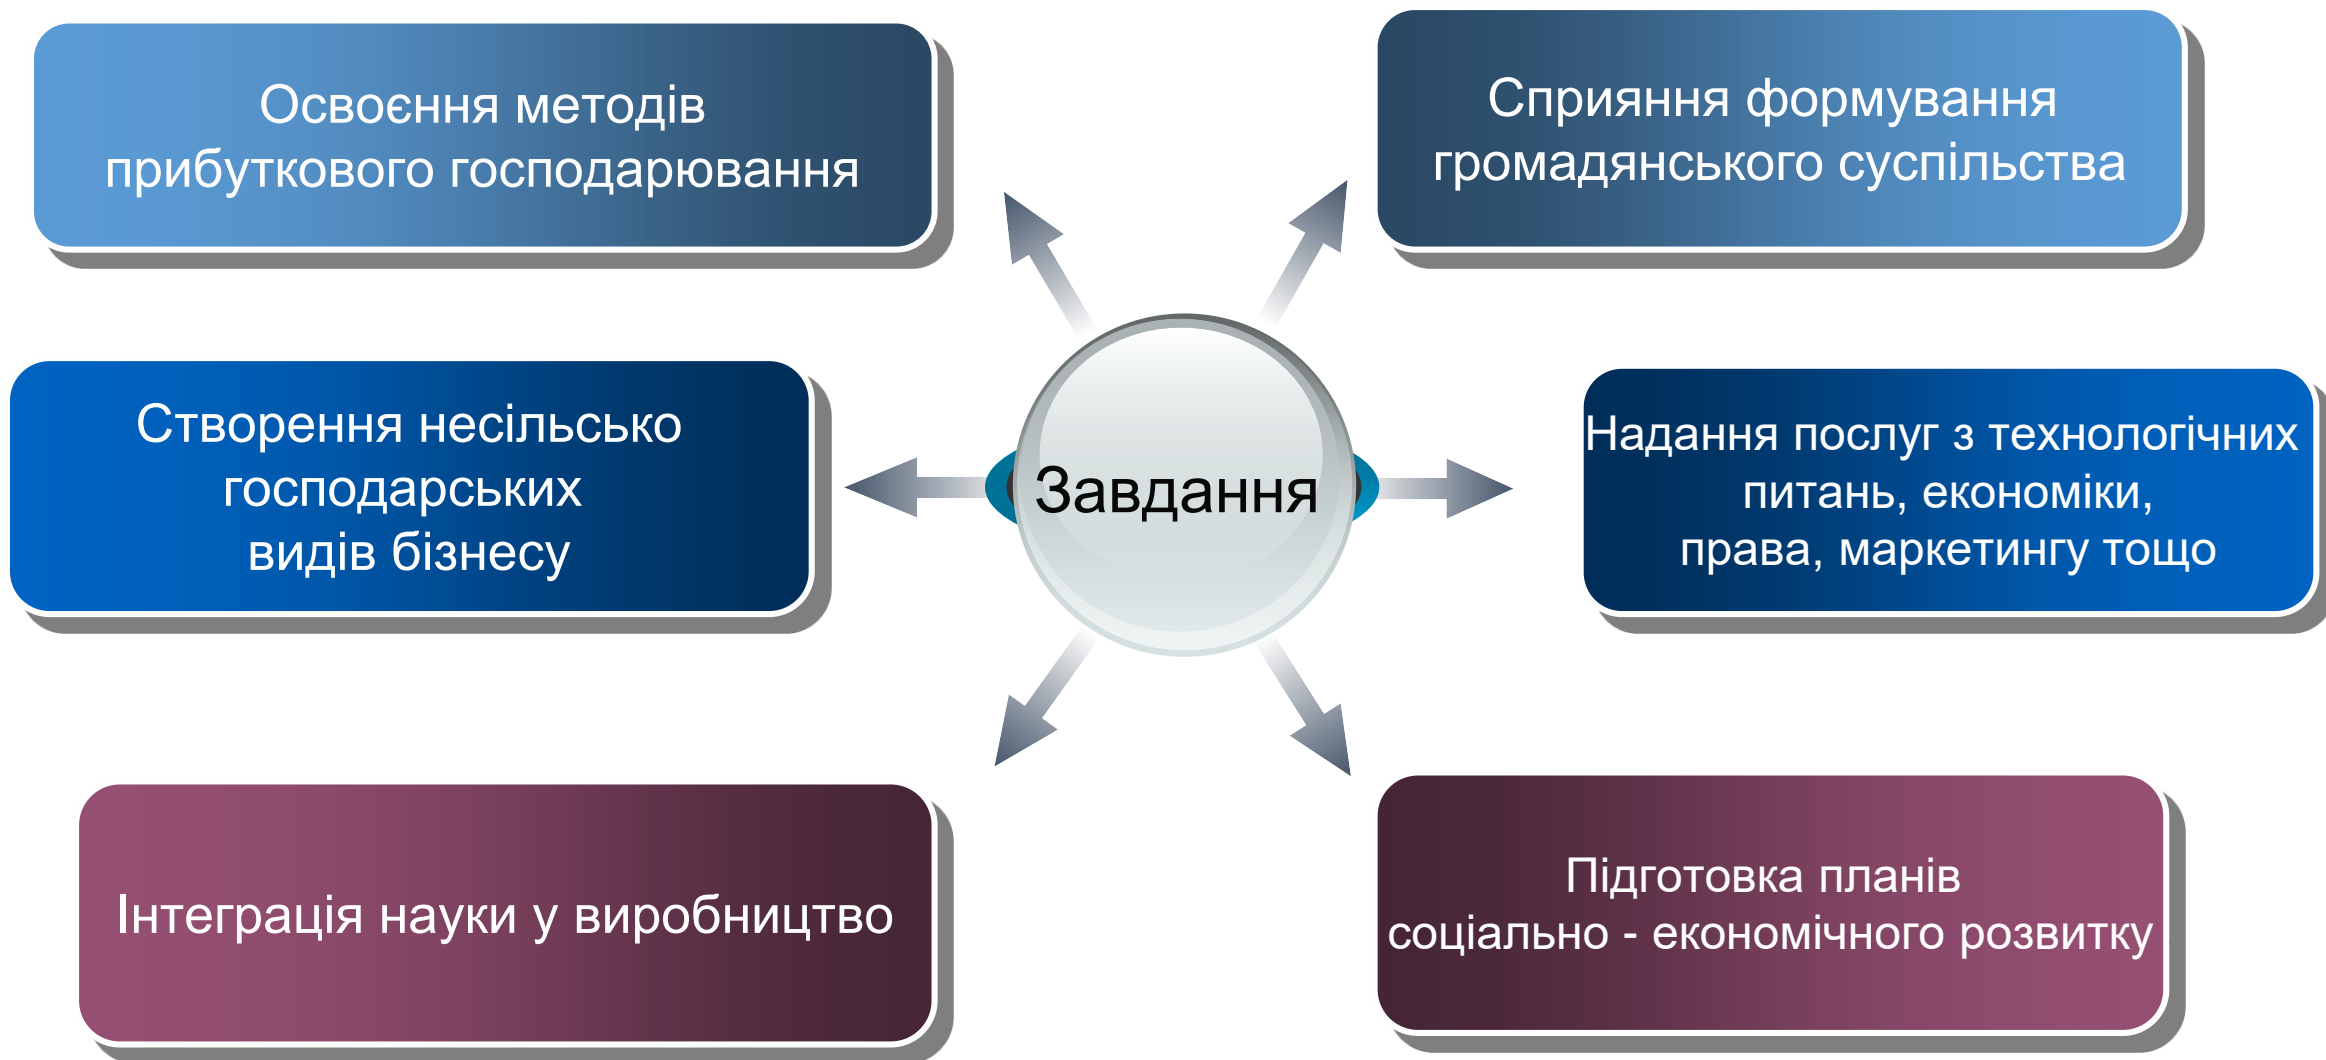 Освоєння методів
прибуткового господарювання
Сприяння формування
громадянського суспільства
Створення несільсько
господарських
видів бізнесу
Завдання
Надання послуг з технологічних
питань, економіки,
права, маркетингу тощо
Інтеграція науки у виробництво
Підготовка планів
соціально - економічного розвитку